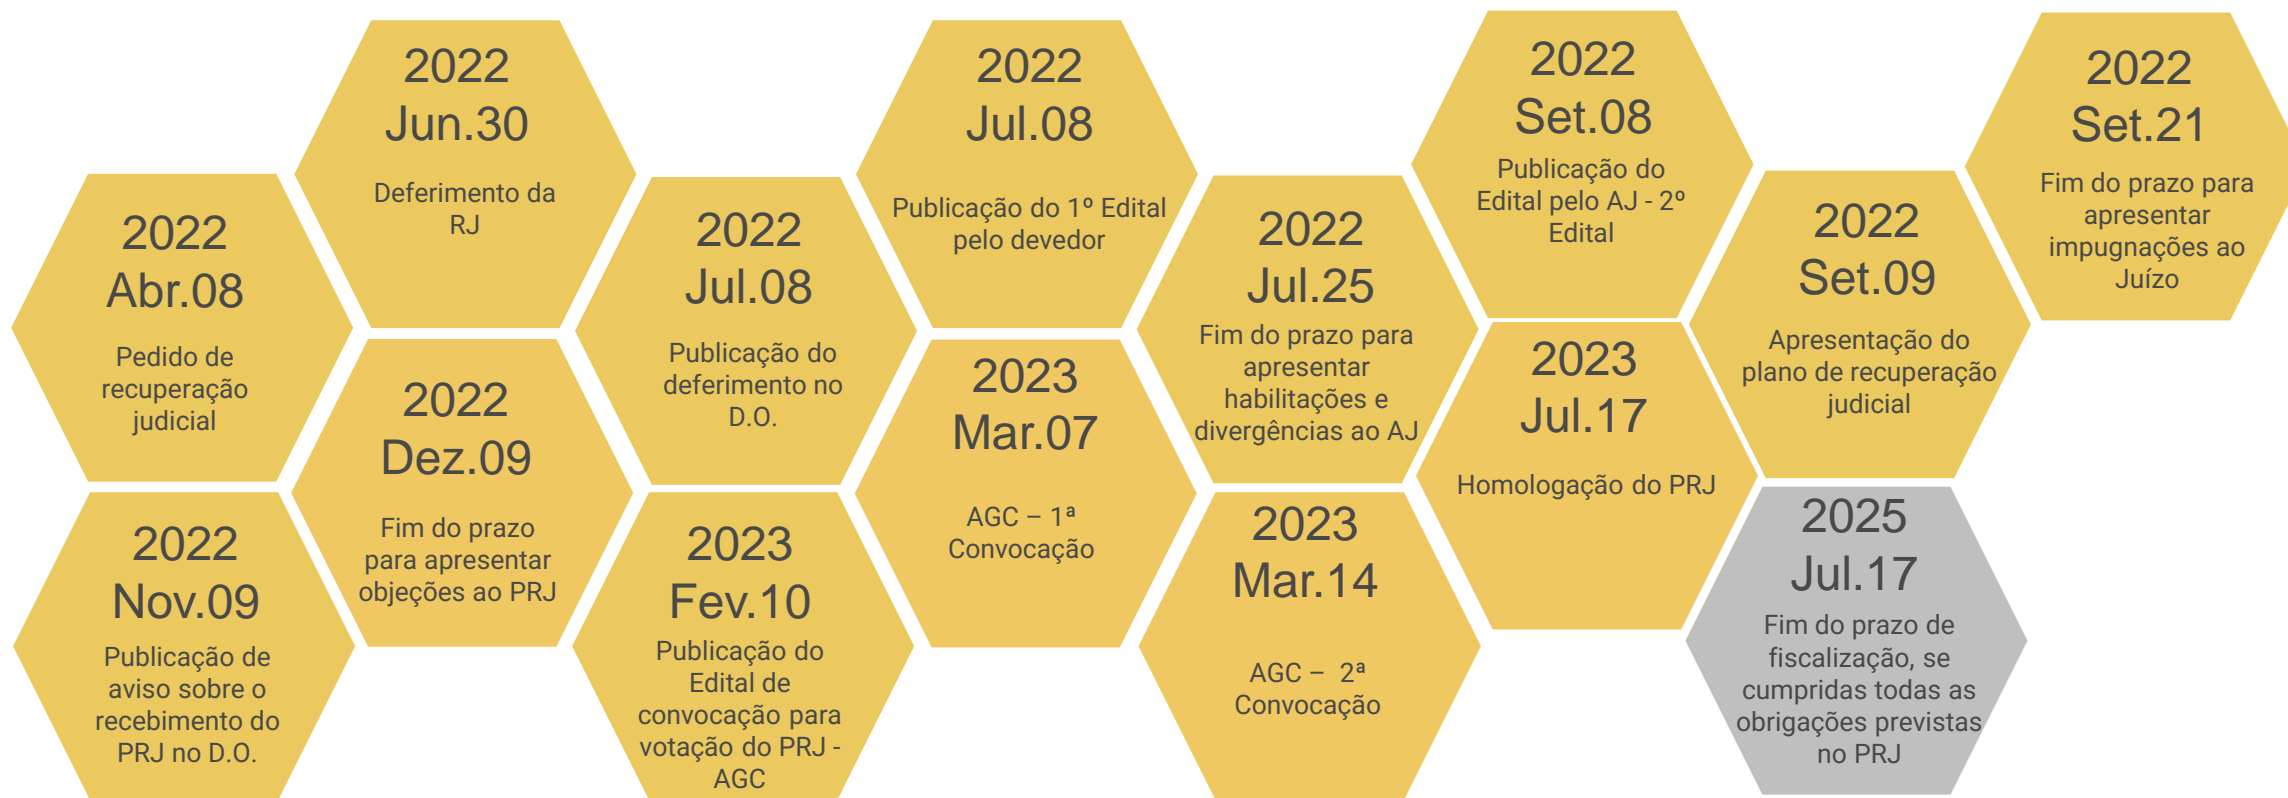 2022
Abr.08
Pedido de
recuperação
judicial
2022
Jun.30
Deferimento da
RJ
2022
Jul.08
Publicação do
deferimento no
D.O.
2022
Jul.08
Publicação do 1º Edital
pelo devedor
2022
Jul.25
Fim do prazo para
apresentar
habilitações e
divergências ao AJ
2022
Set.08
Publicação do
Edital pelo AJ - 2º
Edital
2022
Set.09
Apresentação do
plano de recuperação
judicial
2022
Set.21
Fim do prazo para
apresentar
impugnações ao
Juízo
2022
Nov.09
Publicação de
aviso sobre o
recebimento do
PRJ no D.O.
2022
Dez.09
Fim do prazo
para apresentar
objeções ao PRJ
2023
Fev.10
Publicação do
Edital de
convocação para
votação do PRJ -
AGC
2023
Mar.07
AGC – 1ª
Convocação
2023
Mar.14
AGC – 2ª
Convocação
2023
Jul.17
Homologação do PRJ
2025
Jul.17
Fim do prazo de
fiscalização, se
cumpridas todas as
obrigações previstas
no PRJ